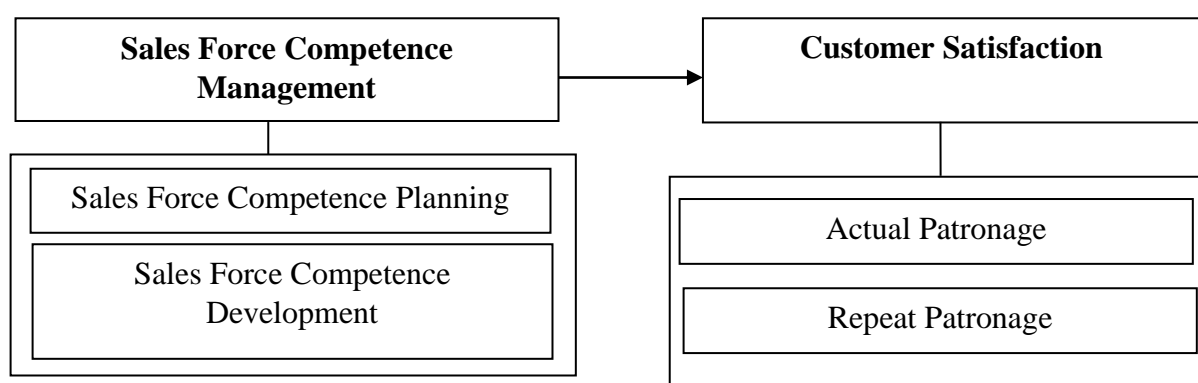 Sales Force Competence
Management
Customer Satisfaction
Sales Force Competence Planning
Sales Force Competence
Development
Actual Patronage
Repeat Patronage